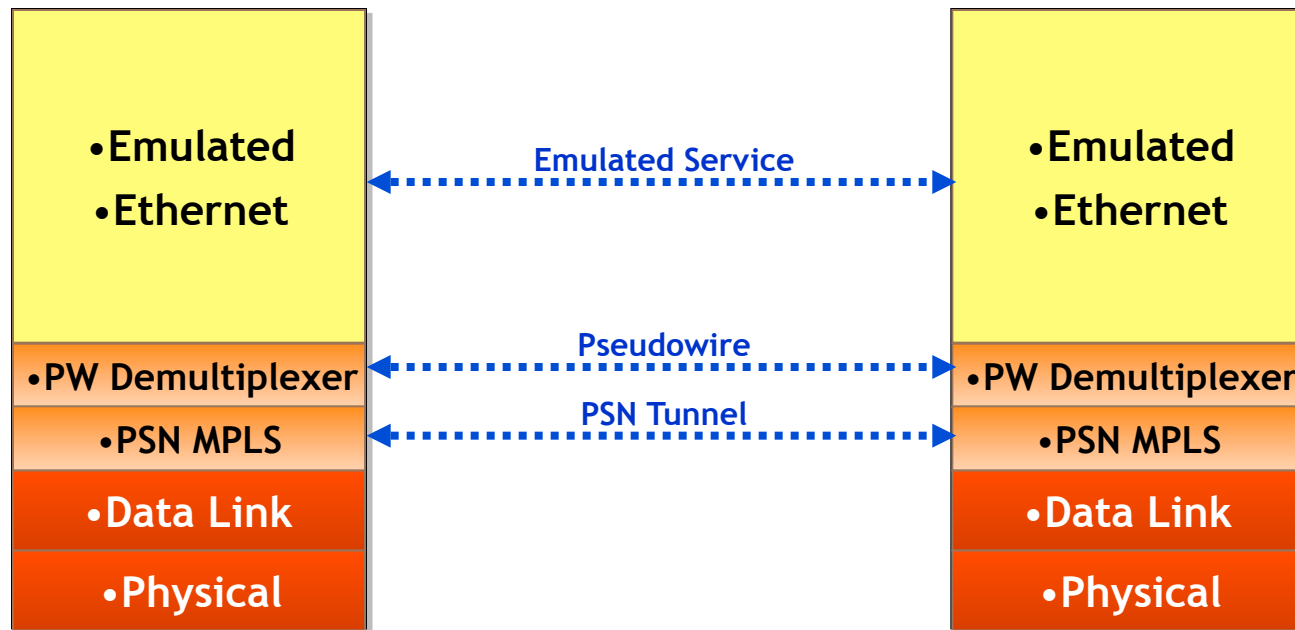 •Emulated
•Ethernet
•PW Demultiplexer
•PSN MPLS
•Data Link
•Physical
Emulated Service
Pseudowire
PSN Tunnel
•Emulated
•Ethernet
•PW Demultiplexer
•PSN MPLS
•Data Link
•Physical